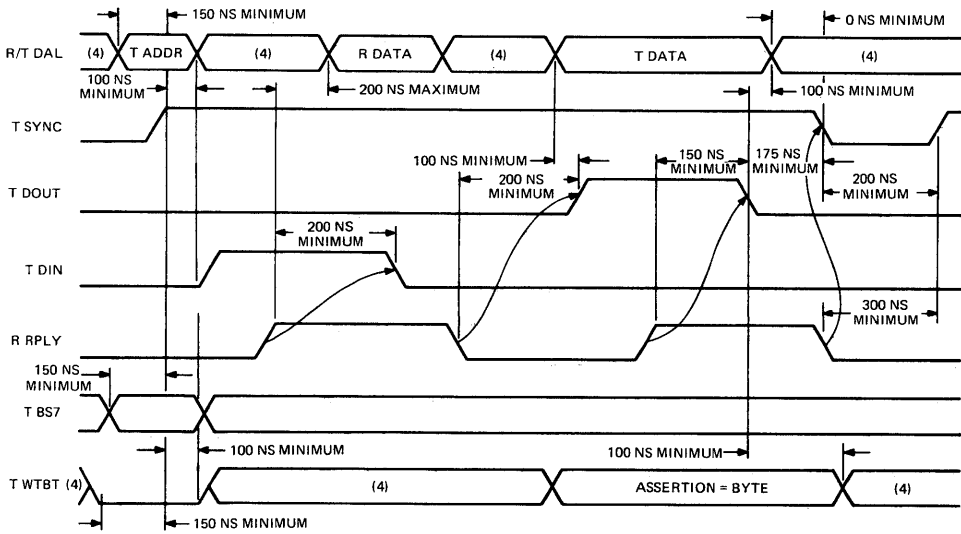 150 NS MINIMUM
0 NS MINIMUM
R/T DAL
(4)
T ADDR
(4)
R DATA
(4)
T DATA
(4)
100 NS
MINIMUM
200 NS MAXIMUM
100 NS MINIMUM
T SYNC
100 NS MINIMUM
150 NS
MINIMUM
175 NS
MINIMUM
200 NS
MINIMUM
200 NS
MINIMUM
T DOUT
200 NS
MINIMUM
T DIN
300 NS
MINIMUM
R RPLY
150 NS
MINIMUM
T BS7
100 NS MINIMUM
100 NS MINIMUM
T WTBT (4)
(4)
ASSERTION = BYTE
(4)
150 NS MINIMUM